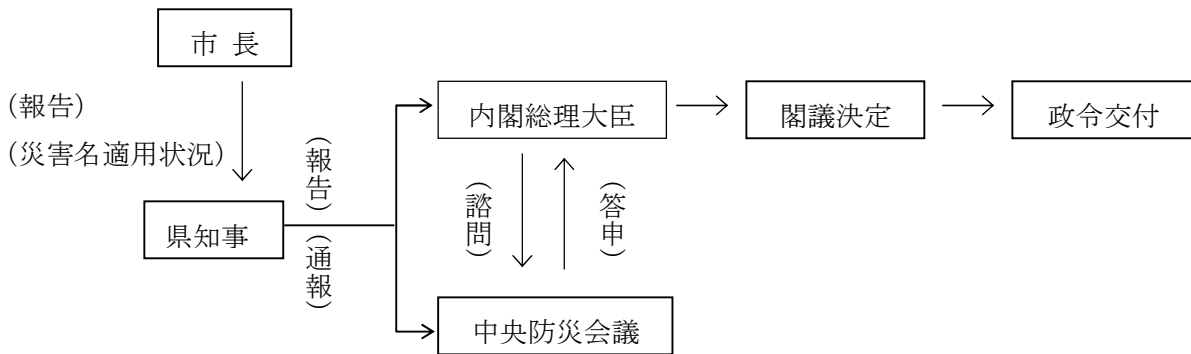 市 長
(報告)
(災害名適用状況)
県知事
(報告)
(通報)
内閣総理大臣
閣議決定
政令交付
(諮問)
(答申)
中央防災会議